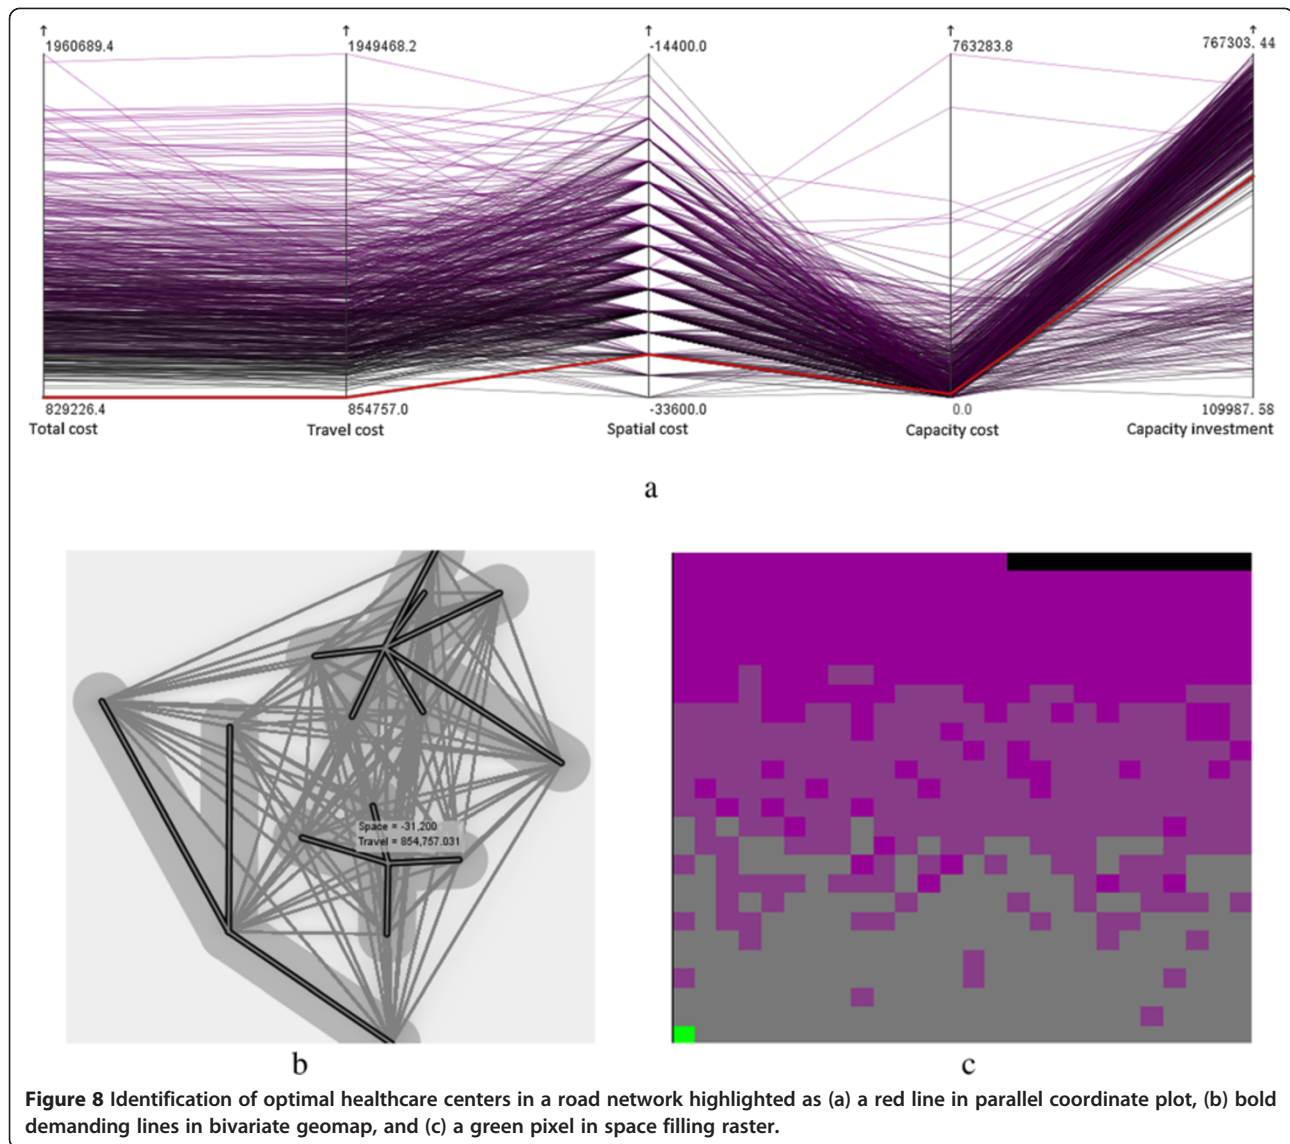 ↑ ↑ ↑ ↑ ↑
1960689.4 1949468.2 -14400.0 763283.8 767303.44
829226.4 854757.0 -33600.0 0.0 109987.58
Total cost Travel cost Spatial cost Capacity cost Capacity investment
a
Space = -31,200
Travel = 854,757.031
b c
Figure 8 Identification of optimal healthcare centers in a road network highlighted as (a) a red line in parallel coordinate plot, (b) bold
demanding lines in bivariate geomap, and (c) a green pixel in space filling raster.